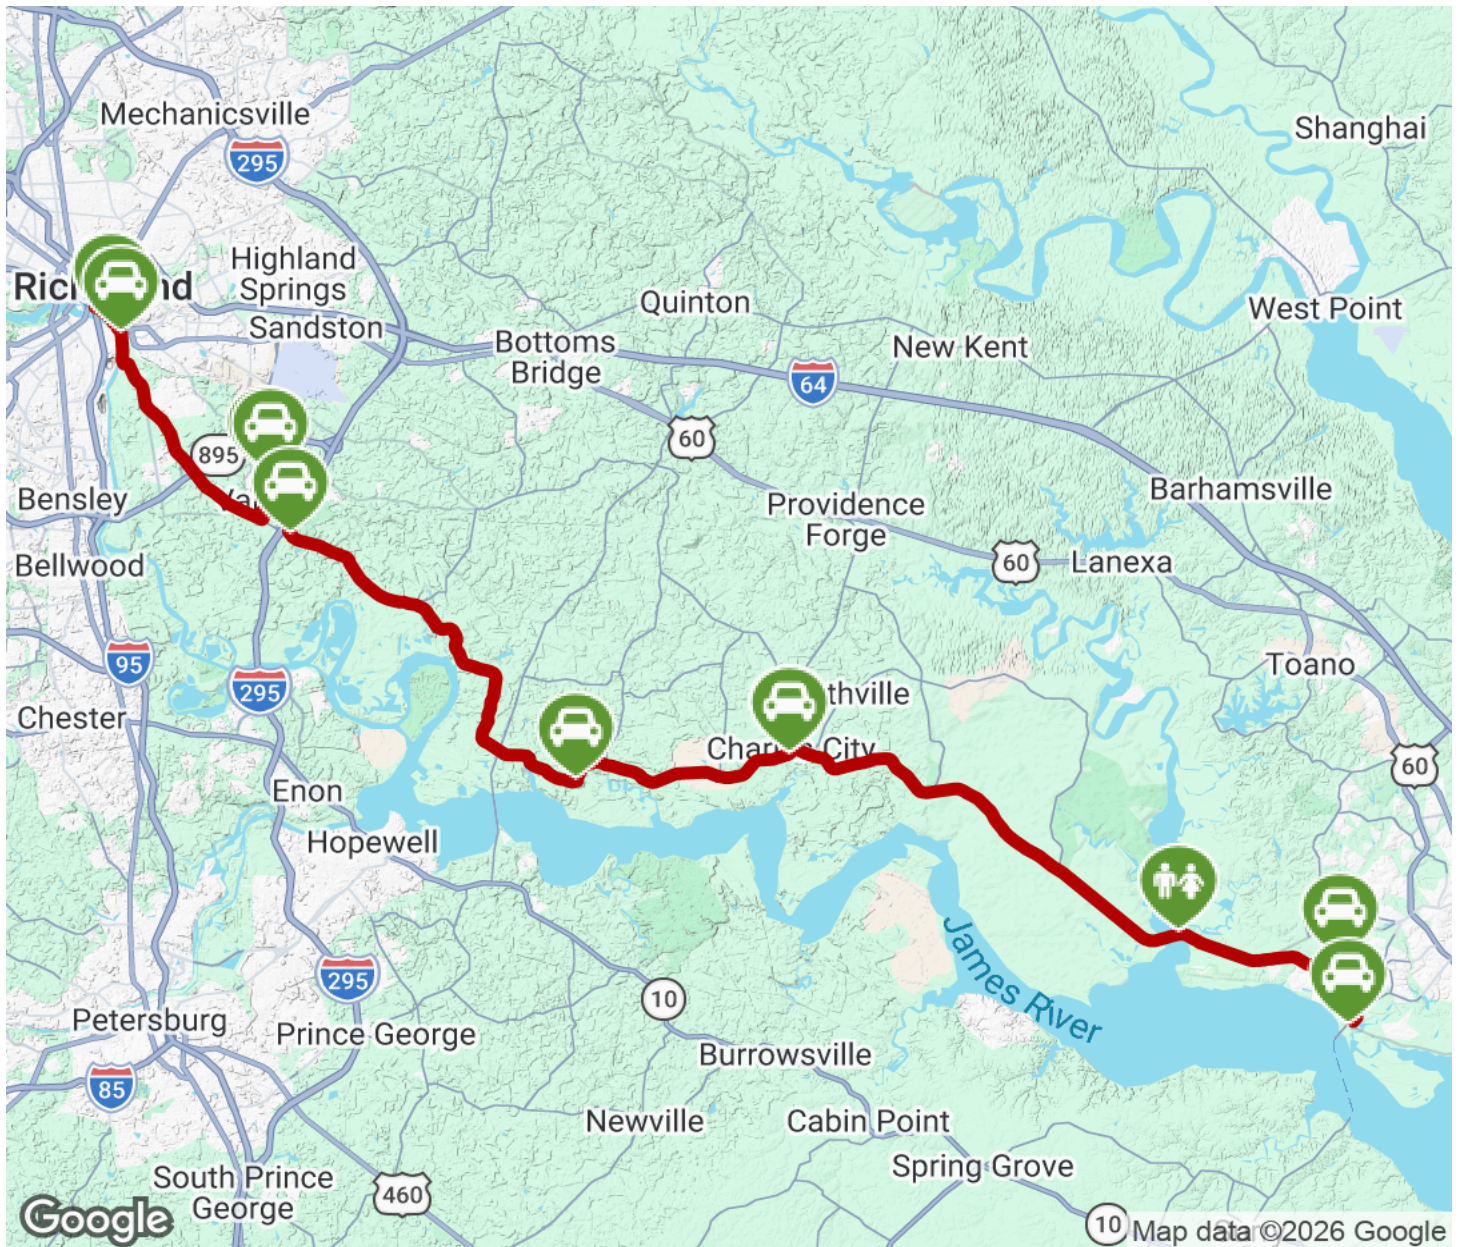 Shanghai
Mechanicsville
295
Highland
Springs
Quinton
West Point
Sandston
Bottoms
Bridge
New Kent
64
60
895
Bensley
Barhamsville
Providence
Forge
60
Lanexa
Bellwood
95
Toano
295
thville
Chester
60
City
Enon
Hopewell
James River
295
10
Petersburg
Prince George
Burrowsville
85
Newville
Cabin Point
Spring Grove
South Prince
George
460
10
Google
Map data ©2026 Google